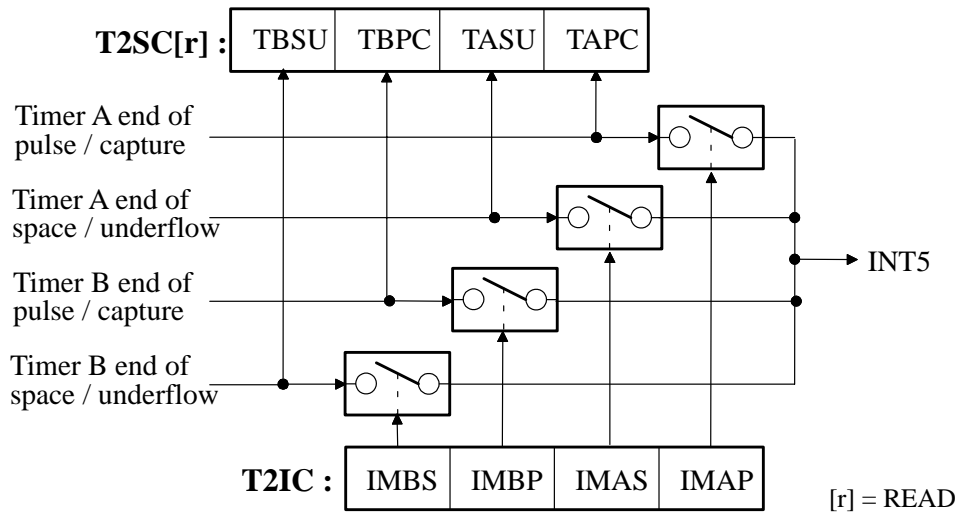 T2SC[r] : TBSU TBPC TASU TAPC
Timer A end of
pulse / capture
Timer A end of
space / underflow
Timer B end of
pulse / capture
INT5
Timer B end of
space / underflow
T2IC : IMBS IMBP IMAS IMAP
[r] = READ